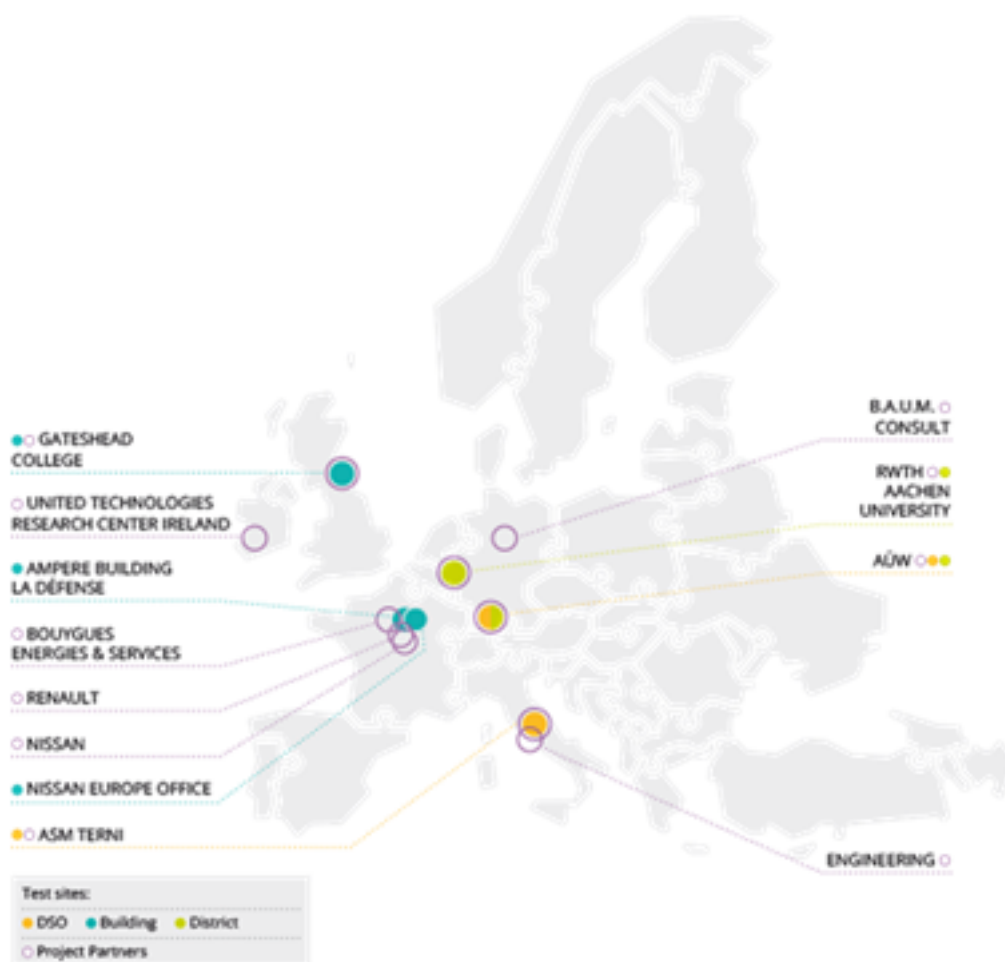 GATESHEAD
COLLEGE
UNITED TECHNOLOGIES
RESEARCH CENTER IRELAND
AMPERE BUILDING
LA DÉFENSE
BOUYGUES
ENERGIES & SERVICES
RENAULT
NISSAN
NISSAN EUROPE OFFICE
ASM TERNI
B.A.U.M.
CONSULT
RWTH
AACHEN
UNIVERSITY
AÜW
ENGINEERING
Test sites:
DSO Building District
Project Partners